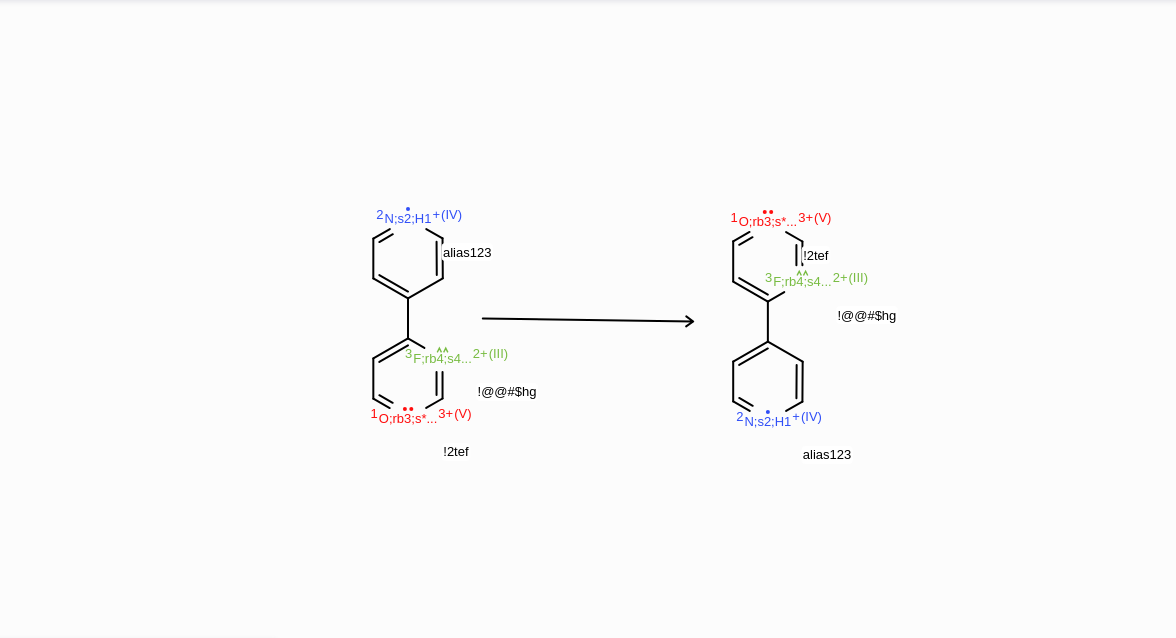 2N;s2;H1+(IV)
alias123
3F;rb4;s4...2+(III)
!@@#$hg
1O;rb3;s*...3+(V)
!2tef
1O;rb3;s*...3+(V)
!2tef
3F;rb4;s4...2+(III)
!@@#$hg
2N;s2;H1+(IV)
alias123